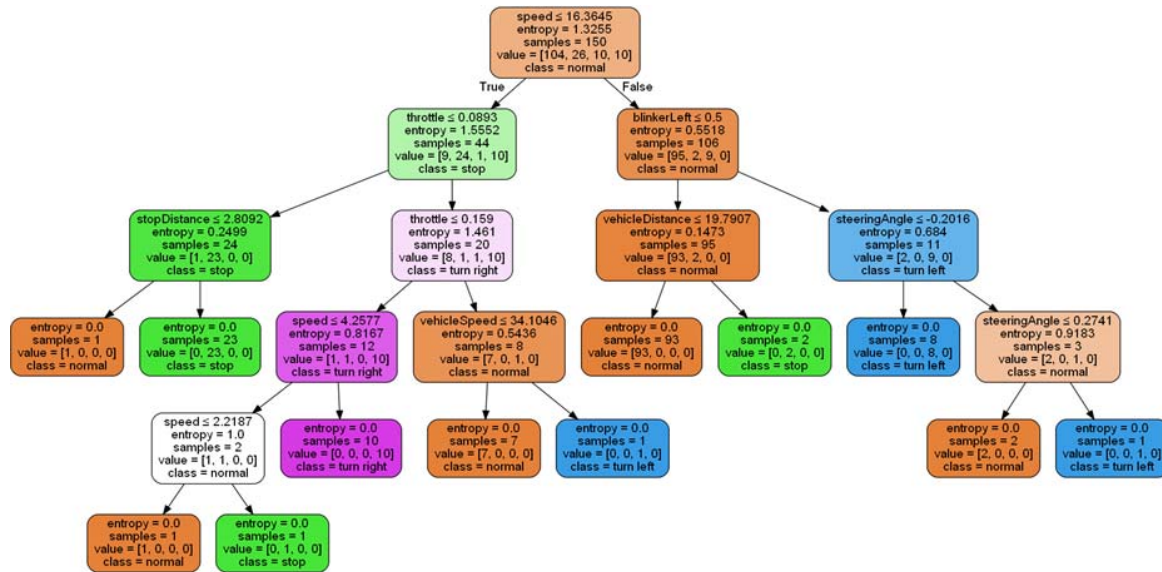 speed ≤ 16.3645
entropy = 1.3255
samples = 150
value = [104, 26, 10, 10]
class = normal
True
False
throttle ≤ 0.0893
entropy = 1.5552
samples = 44
value = [9, 24, 1, 10]
class = stop
blinkerLeft ≤ 0.5
entropy = 0.5518
samples = 106
value = [95, 2, 9, 0]
class = normal
stopDistance ≤ 2.8092
entropy = 0.2499
samples = 24
value = [1, 23, 0, 0]
class = stop
throttle ≤ 0.159
entropy = 1.461
samples = 20
value = [8, 1, 1, 10]
class = turn right
vehicleDistance ≤ 19.7907
entropy = 0.1473
samples = 95
value = [93, 2, 0, 0]
class = normal
steeringAngle ≤ -0.2016
entropy = 0.684
samples = 11
value = [2, 0, 9, 0]
class = turn left
entropy = 0.0
samples = 1
value = [1, 0, 0, 0]
class = normal
entropy = 0.0
samples = 23
value = [0, 23, 0, 0]
class = stop
speed ≤ 4.2577
entropy = 0.8167
samples = 12
value = [1, 1, 0, 10]
class = turn right
vehicleSpeed ≤ 34.1046
entropy = 0.5436
samples = 8
value = [7, 0, 1, 0]
class = normal
entropy = 0.0
samples = 93
value = [93, 0, 0, 0]
class = normal
entropy = 0.0
samples = 2
value = [0, 2, 0, 0]
class = stop
entropy = 0.0
samples = 8
value = [0, 0, 8, 0]
class = turn left
steeringAngle ≤ 0.2741
entropy = 0.9183
samples = 3
value = [2, 0, 1, 0]
class = normal
speed ≤ 2.2187
entropy = 1.0
samples = 2
value = [1, 1, 0, 0]
class = normal
entropy = 0.0
samples = 10
value = [0, 0, 0, 10]
class = turn right
entropy = 0.0
samples = 7
value = [7, 0, 0, 0]
class = normal
entropy = 0.0
samples = 1
value = [0, 0, 1, 0]
class = turn left
entropy = 0.0
samples = 2
value = [2, 0, 0, 0]
class = normal
entropy = 0.0
samples = 1
value = [0, 0, 1, 0]
class = turn left
entropy = 0.0
samples = 1
value = [1, 0, 0, 0]
class = normal
entropy = 0.0
samples = 1
value = [0, 1, 0, 0]
class = stop